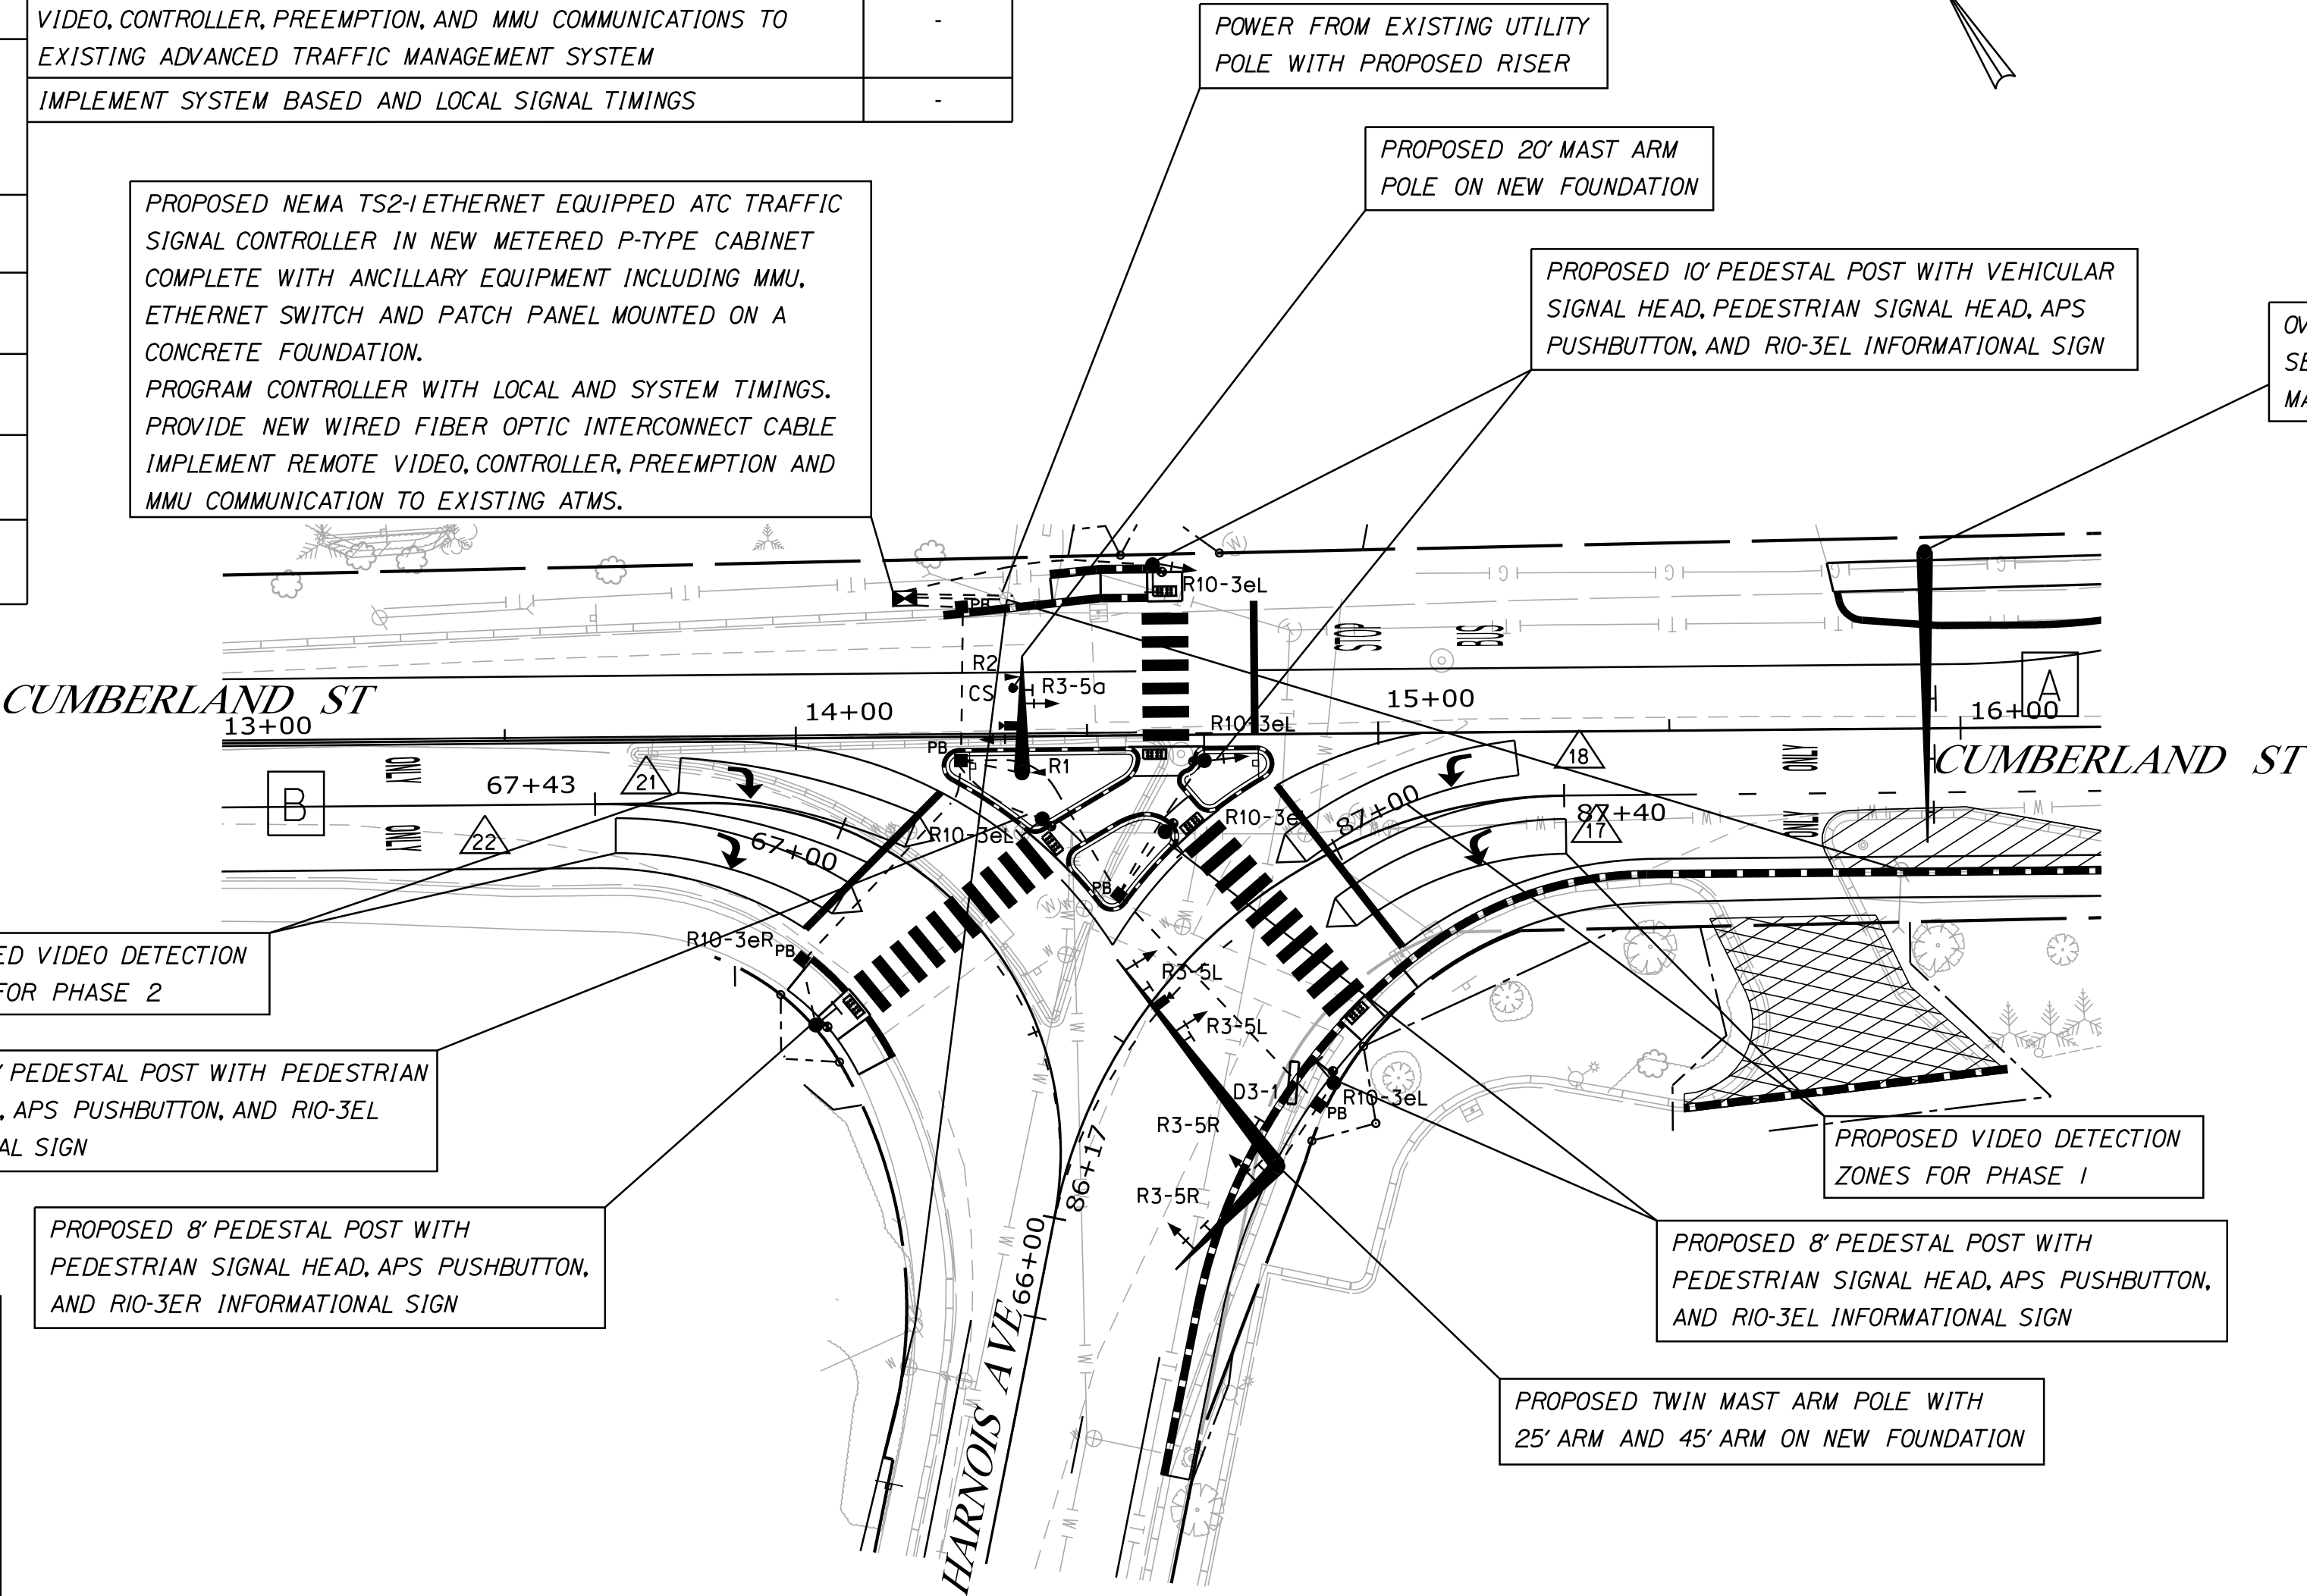 VIDEO, CONTROLLER, PREEMPTION, AND MMU COMMUNICATIONS TO
EXISTING ADVANCED TRAFFIC MANAGEMENT SYSTEM
-
IMPLEMENT SYSTEM BASED AND LOCAL SIGNAL TIMINGS
-
POWER FROM EXISTING UTILITY
POLE WITH PROPOSED RISER
PROPOSED 20' MAST ARM
POLE ON NEW FOUNDATION
PROPOSED NEMA TS2-1 ETHERNET EQUIPPED ATC TRAFFIC
SIGNAL CONTROLLER IN NEW METERED P-TYPE CABINET
COMPLETE WITH ANCILLARY EQUIPMENT INCLUDING MMU,
ETHERNET SWITCH AND PATCH PANEL MOUNTED ON A
CONCRETE FOUNDATION.
PROGRAM CONTROLLER WITH LOCAL AND SYSTEM TIMINGS.
PROVIDE NEW WIRED FIBER OPTIC INTERCONNECT CABLE
IMPLEMENT REMOTE VIDEO, CONTROLLER, PREEMPTION AND
MMU COMMUNICATION TO EXISTING ATMS.
PROPOSED 10' PEDESTAL POST WITH VEHICULAR
SIGNAL HEAD, PEDESTRIAN SIGNAL HEAD, APS
PUSHBUTTON, AND R10-3EL INFORMATIONAL SIGN
OV
SE
MA
R10-3eL
PB
STOP
BUS
R2
CS
R3-5a
CUMBERLAND ST
13+00
14+00
15+00
16+00
A
R10-3eL
PB
R1
CUMBERLAND ST
ONLY
ONLY
B
67+43
21
22
18
17
ONLY
ONLY
67+00
R10-3eL
R10-3e
87+00
87+40
PB
R10-3eR
PB
R3-5L
R3-5L
D3-1
R10-3eL
PB
R3-5R
R3-5R
86+17
66+00
HARNOIS AVE
ED VIDEO DETECTION
FOR PHASE 2
' PEDESTAL POST WITH PEDESTRIAN
, APS PUSHBUTTON, AND R10-3EL
AL SIGN
PROPOSED 8' PEDESTAL POST WITH
PEDESTRIAN SIGNAL HEAD, APS PUSHBUTTON,
AND R10-3ER INFORMATIONAL SIGN
PROPOSED VIDEO DETECTION
ZONES FOR PHASE 1
PROPOSED 8' PEDESTAL POST WITH
PEDESTRIAN SIGNAL HEAD, APS PUSHBUTTON,
AND R10-3EL INFORMATIONAL SIGN
PROPOSED TWIN MAST ARM POLE WITH
25' ARM AND 45' ARM ON NEW FOUNDATION